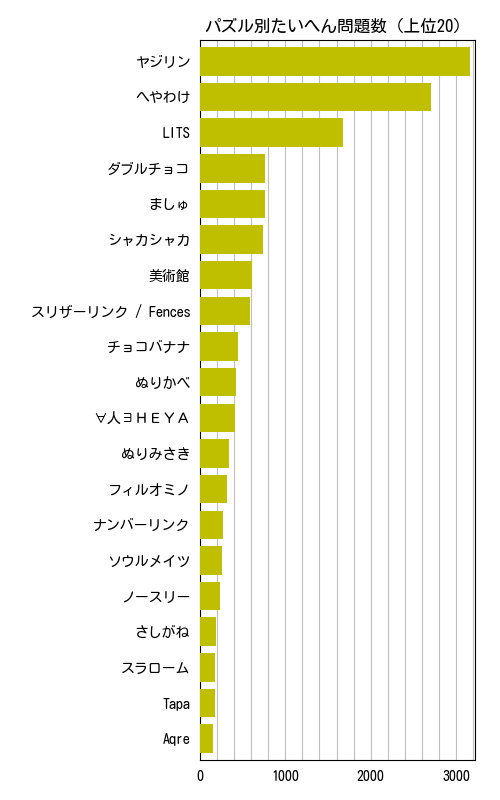 パズル別たいへん問題数 (上位20)
ヤジリン
へやわけ
LITS
ダブルチョコ
ましゅ
シャカシャカ
美術館
スリザーリンク / Fences
チョコバナナ
ぬりかべ
∀人∃ＨＥＹＡ
ぬりみさき
フィルオミノ
ナンバーリンク
ソウルメイツ
ノースリー
さしがね
スラローム
Tapa
Aqre
0 1000 2000 3000